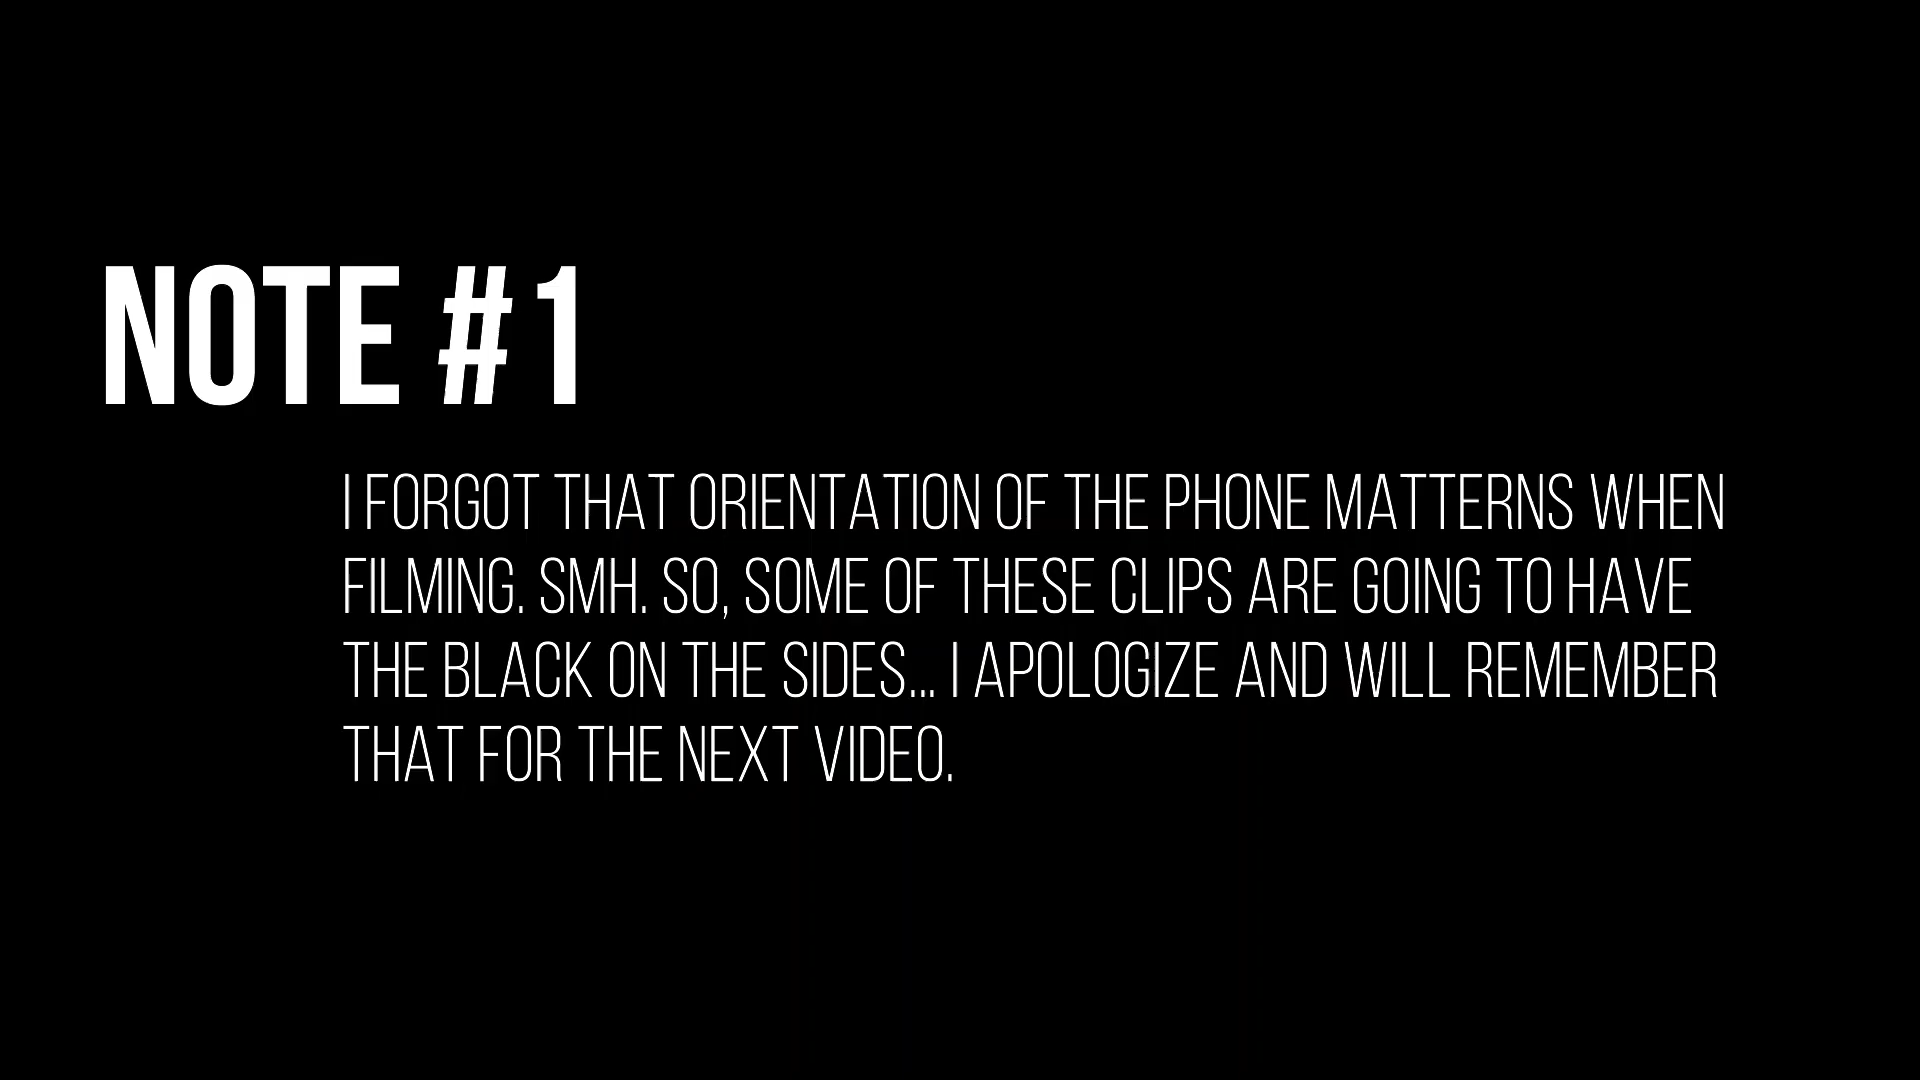 NOTE #1
I FORGOT THAT ORIENTATION OF THE PHONE MATTERNS WHEN
FILMING. SMH. SO, SOME OF THESE CLIPS ARE GOING TO HAVE
THE BLACK ON THE SIDES... I APOLOGIZE AND WILL REMEMBER
THAT FOR THE NEXT VIDEO.